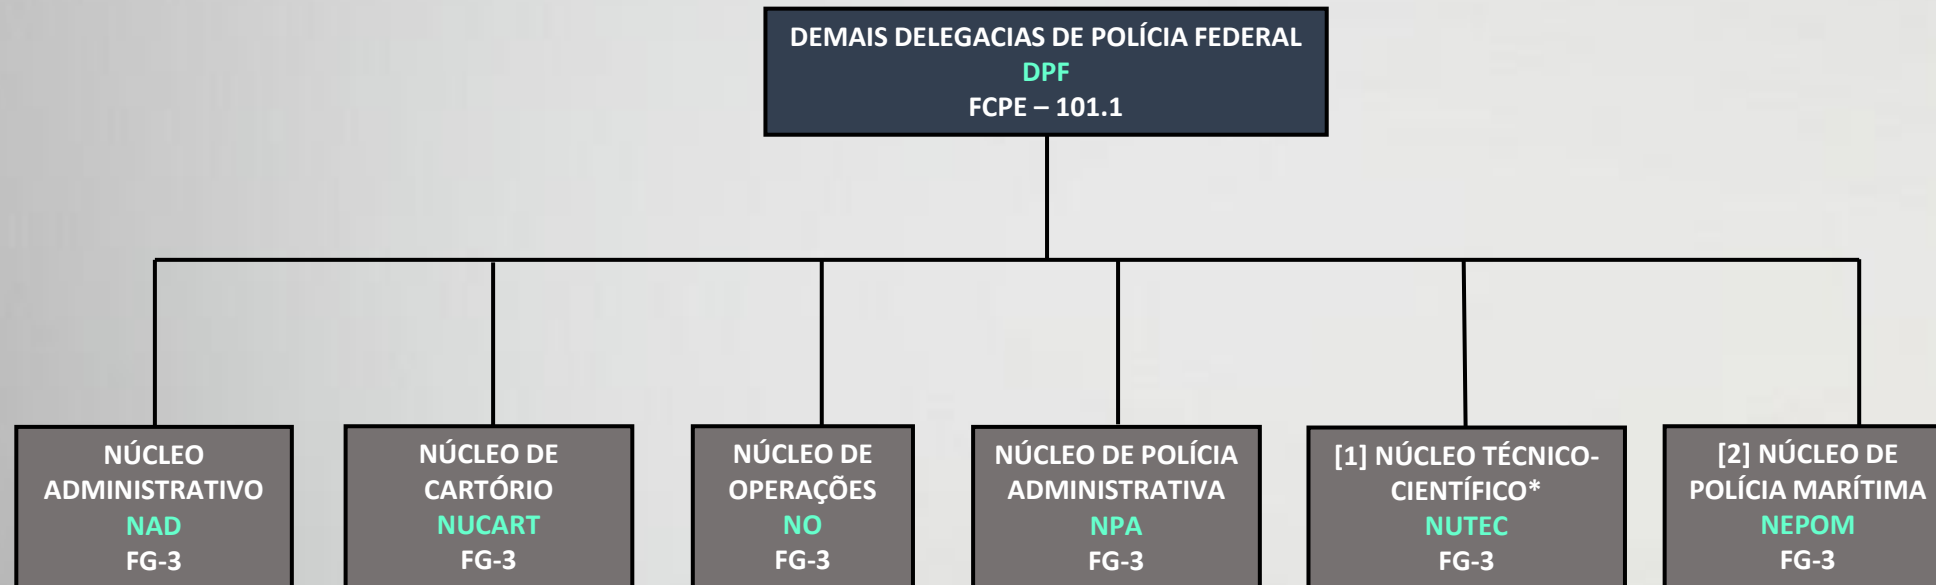 DEMAIS DELEGACIAS DE POLÍCIA FEDERAL
DPF
FCPE – 101.1
NÚCLEO
ADMINISTRATIVO
NAD
FG-3
NÚCLEO DE
CARTÓRIO
NUCART
FG-3
NÚCLEO DE
OPERAÇÕES
NO
FG-3
NÚCLEO DE POLÍCIA
ADMINISTRATIVA
NPA
FG-3
[1] NÚCLEO TÉCNICO-
CIENTÍFICO*
NUTEC
FG-3
[2] NÚCLEO DE
POLÍCIA MARÍTIMA
NEPOM
FG-3